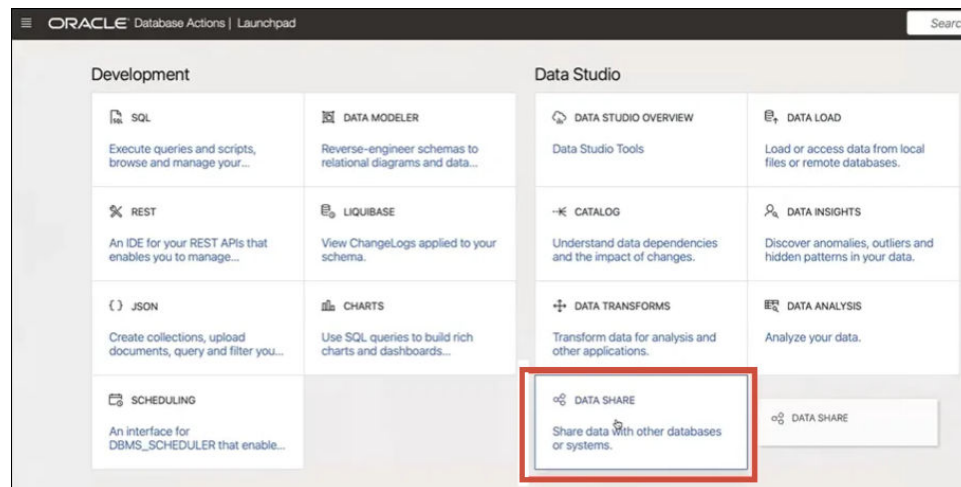 ORACLE Database Actions | Launchpad
Searc
Development
SQL
Execute queries and scripts,
browse and manage your...
DATA MODELER
Reverse-engineer schemas to
relational diagrams and data...
REST
An IDE for your REST APIs that
enables you to manage...
LIQUIBASE
View ChangeLogs applied to your
schema.
JSON
Create collections, upload
documents, query and filter you...
CHARTS
Use SQL queries to build rich
charts and dashboards...
SCHEDULING
An interface for
DBMS_SCHEDULER that enable...
Data Studio
DATA STUDIO OVERVIEW
Data Studio Tools
DATA LOAD
Load or access data from local
files or remote databases.
CATALOG
Understand data dependencies
and the impact of changes.
DATA INSIGHTS
Discover anomalies, outliers and
hidden patterns in your data.
DATA TRANSFORMS
Transform data for analysis and
other applications.
DATA ANALYSIS
Analyze your data.
DATA SHARE
Share data with other databases
or systems.
DATA SHARE